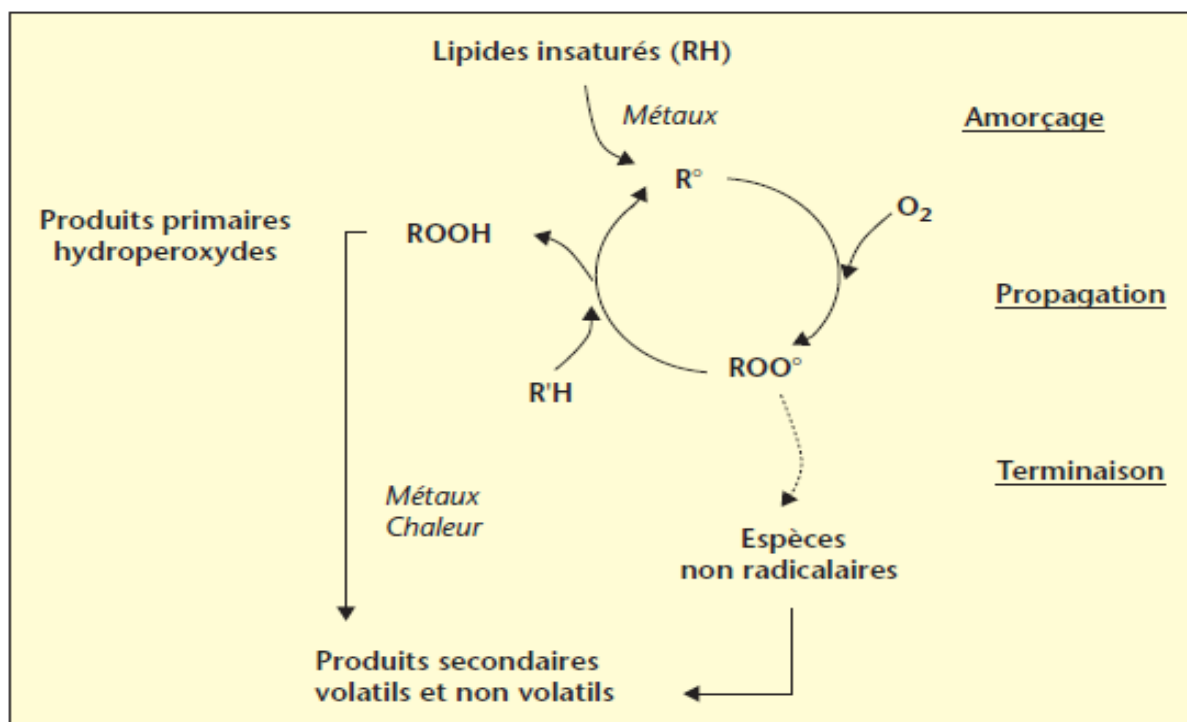 Lipides insaturés (RH)
Métaux
Amorçage
R°
O₂
Produits primaires
hydroperoxydes
ROOH
Propagation
R'H
ROO°
Terminaison
Métaux
Chaleur
Espèces
non radicalaires
Produits secondaires
volatils et non volatils